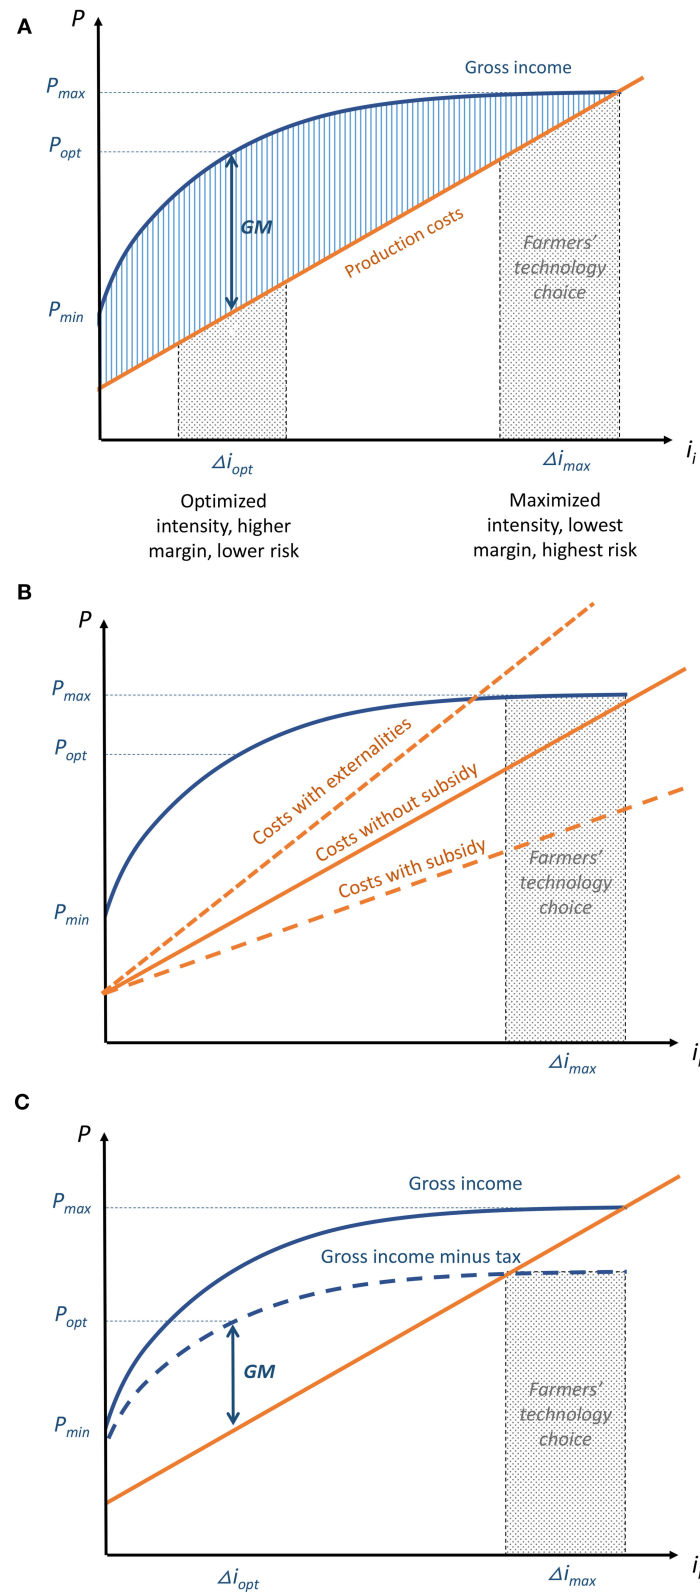 A
P
Gross income
Pmax
Popt
GM
Production costs
Farmers'
technology
choice
Pmin
ii
Δiopt
Δimax
Optimized
intensity, higher
margin, lower risk
Maximized
intensity, lowest
margin, highest risk
B
P
Pmax
Popt
Costs with externalities
Costs without subsidy
Costs with subsidy
Farmers'
technology
choice
Pmin
Δimax
C
P
Gross income
Pmax
Gross income minus tax
Popt
GM
Farmers'
technology
choice
Pmin
Δiopt
Δimax